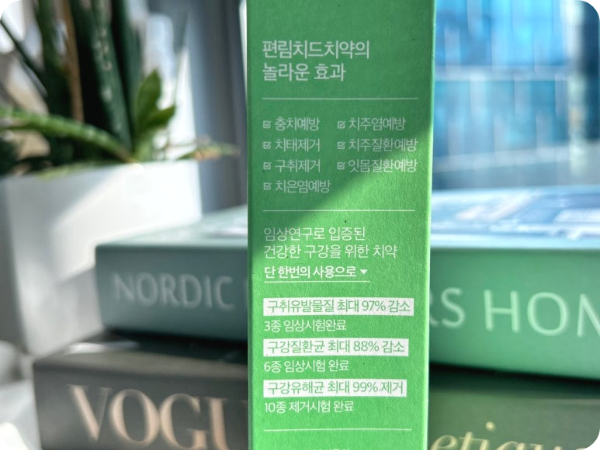 편림치드치약의
놀라운 효과
충치예방 치주염예방
치태제거 치주질환예방
구취제거 잇몸질환예방
치은염예방
임상연구로 입증된
건강한 구강을 위한 치약
단 한번의 사용으로
구취유발물질 최대 97% 감소
3종 임상시험완료
구강질환균 최대 88% 감소
6종 임상시험 완료
구강유해균 최대 99% 제거
10종 제거시험 완료
NORDIC RS HOM
VOGU